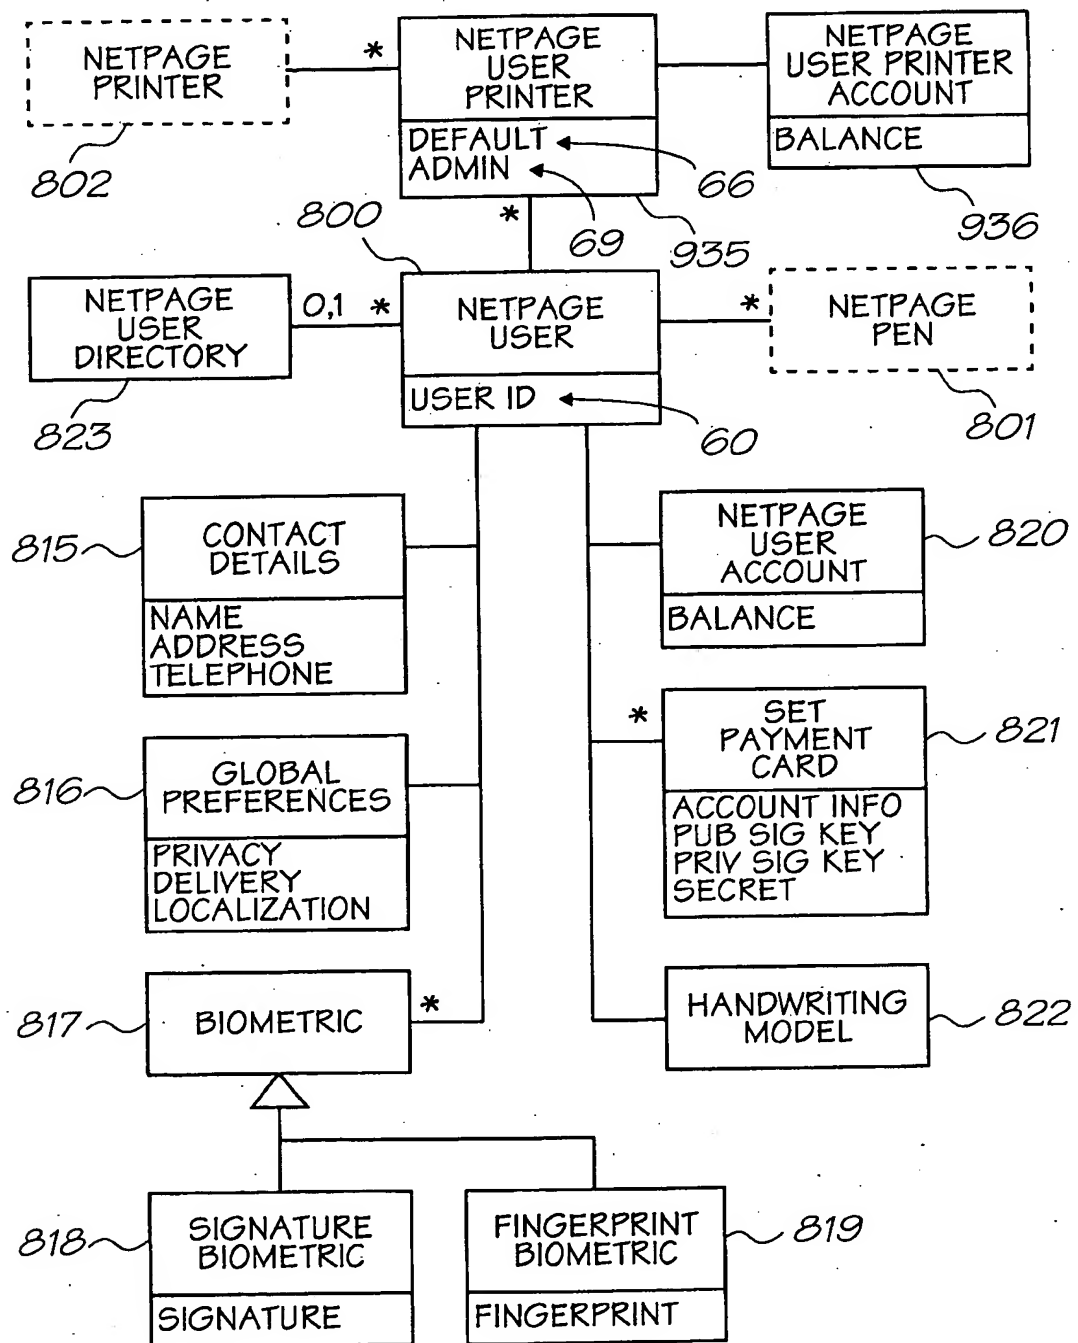 NETPAGE
PRINTER
802
*
NETPAGE
USER
PRINTER
DEFAULT
ADMIN
66
69
935
NETPAGE
USER PRINTER
ACCOUNT
BALANCE
936
*
800
NETPAGE
USER
DIRECTORY
823
0,1 *
NETPAGE
USER
USER ID
60
*
NETPAGE
PEN
801
815
CONTACT
DETAILS
NAME
ADDRESS
TELEPHONE
NETPAGE
USER
ACCOUNT
BALANCE
820
816
GLOBAL
PREFERENCES
PRIVACY
DELIVERY
LOCALIZATION
*
SET
PAYMENT
CARD
ACCOUNT INFO
PUB SIG KEY
PRIV SIG KEY
SECRET
821
817
BIOMETRIC
*
HANDWRITING
MODEL
822
818
SIGNATURE
BIOMETRIC
SIGNATURE
FINGERPRINT
BIOMETRIC
FINGERPRINT
819